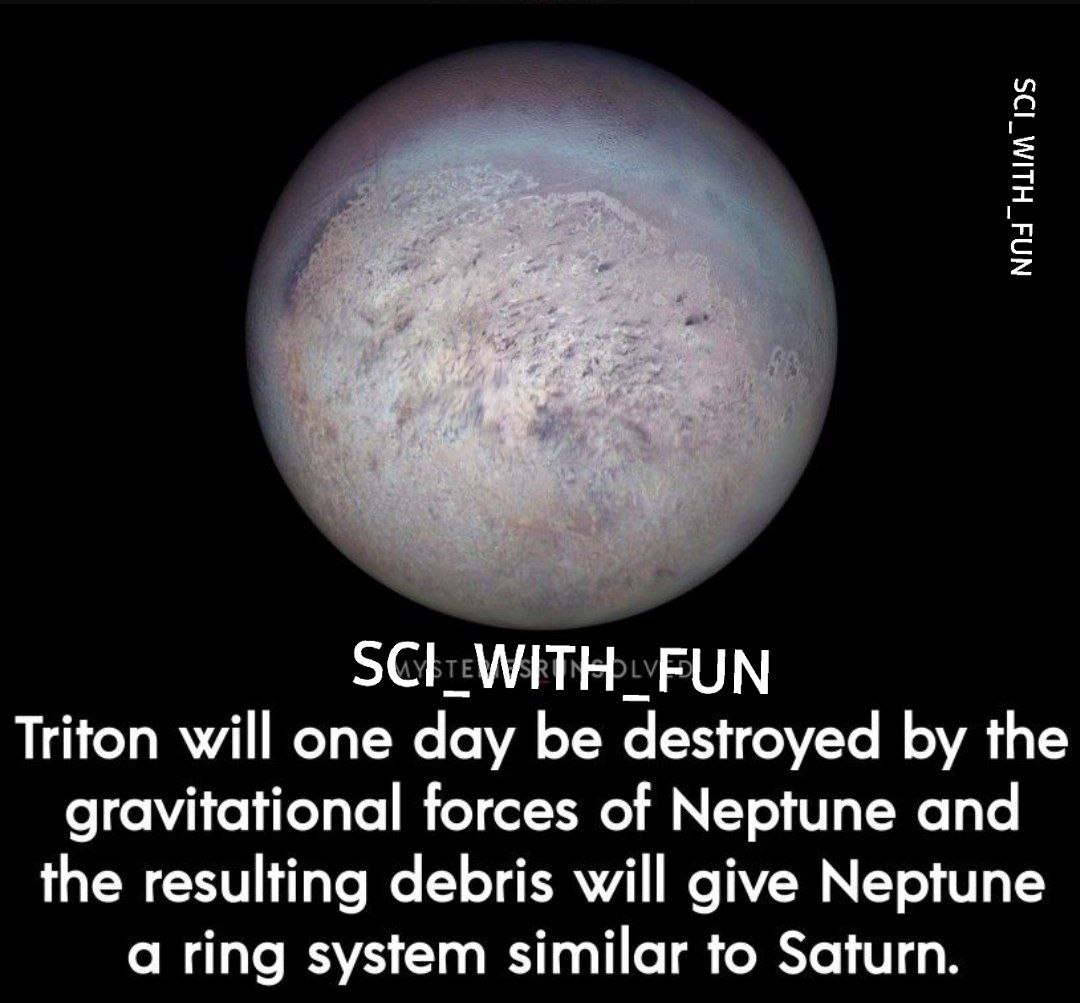 SCI_WITH_FUN
SCI_WITH_FUN
MYSTERIESRUNSOLVED
Triton will one day be destroyed by the
gravitational forces of Neptune and
the resulting debris will give Neptune
a ring system similar to Saturn.